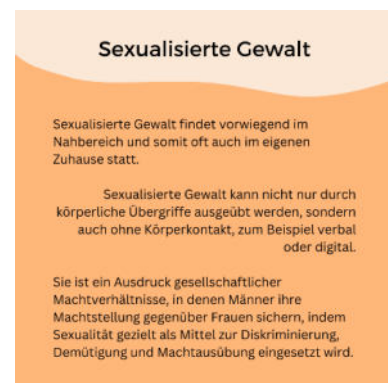 Sexualisierte Gewalt
Sexualisierte Gewalt findet vorwiegend im
Nahbereich und somit oft auch im eigenen
Zuhause statt.
Sexualisierte Gewalt kann nicht nur durch
körperliche Übergriffe ausgeübt werden, sondern
auch ohne Körperkontakt, zum Beispiel verbal
oder digital.
Sie ist ein Ausdruck gesellschaftlicher
Machtverhältnisse, in denen Männer ihre
Machtstellung gegenüber Frauen sichern, indem
Sexualität gezielt als Mittel zur Diskriminierung,
Demütigung und Machtausübung eingesetzt wird.